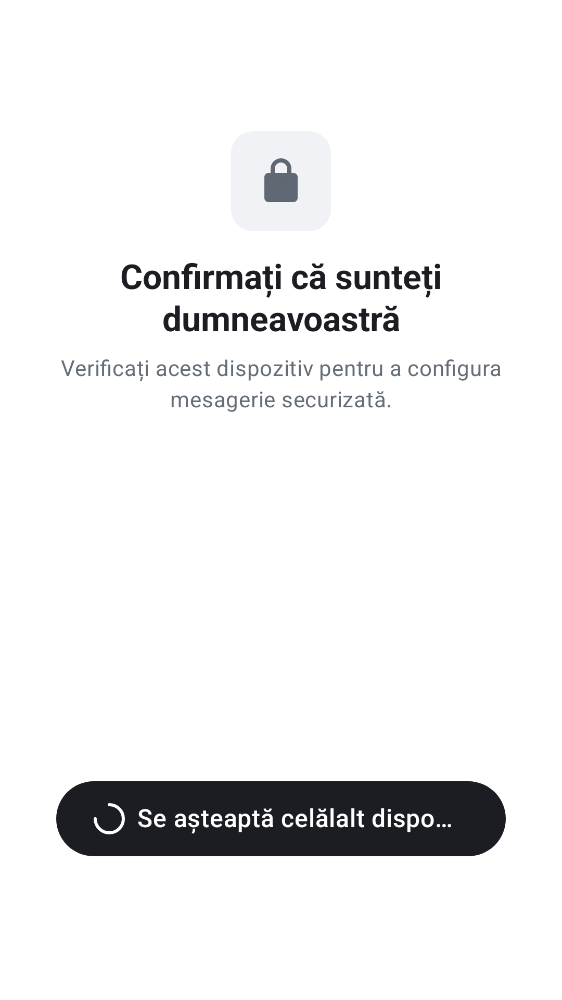 Confirmați că sunteți
dumneavoastră
Verificați acest dispozitiv pentru a configura
mesagerie securizată.
Se așteaptă celălalt dispo…